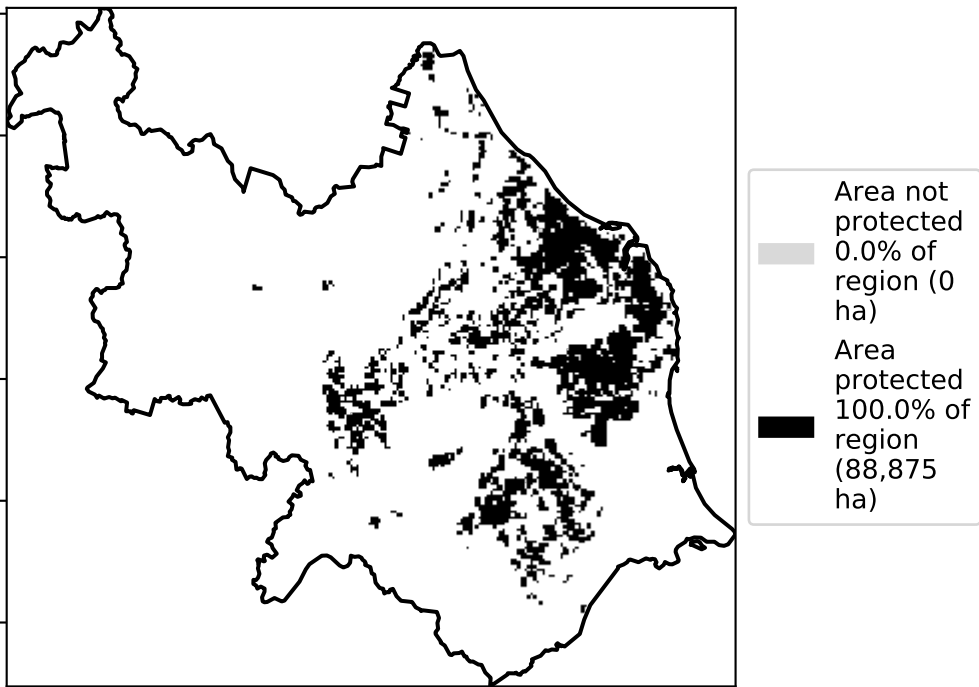 Area not
protected
0.0% of
region (0
ha)
Area
protected
100.0% of
region
(88,875
ha)